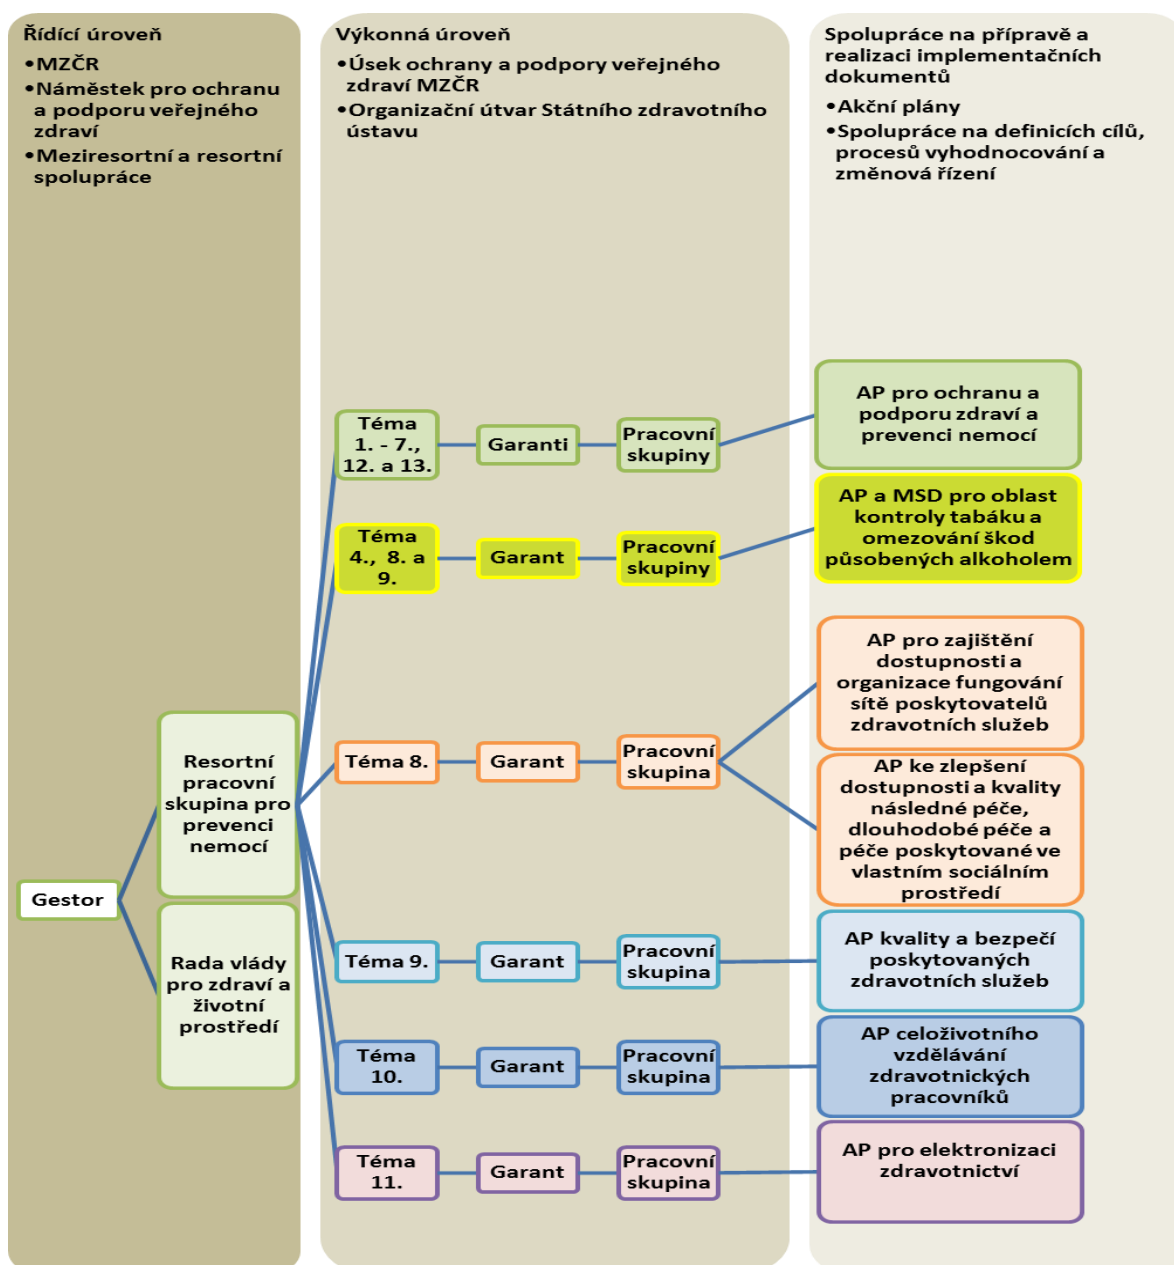 Řídící úroveň
•MZČR
•Náměstek pro ochranu
a podporu veřejného
zdraví
•Meziresortní a resortní
spolupráce
Výkonná úroveň
•Úsek ochrany a podpory veřejného
zdraví MZČR
•Organizační útvar Státního zdravotního
ústavu
Spolupráce na přípravě a
realizaci implementačních
dokumentů
•Akční plány
•Spolupráce na definicích cílů,
procesů vyhodnocování a
změnová řízení
Gestor
Resortní
pracovní
skupina pro
prevenci
nemocí
Rada vlády
pro zdraví a
životní
prostředí
Téma
1. - 7.,
12. a 13.
Garanti
Pracovní
skupiny
AP pro ochranu a
podporu zdraví a
prevenci nemocí
Téma
4., 8. a
9.
Garant
Pracovní
skupiny
AP a MSD pro oblast
kontroly tabáku a
omezování škod
působených alkoholem
Téma 8.
Garant
Pracovní
skupina
AP pro zajištění
dostupnosti a
organizace fungování
sítě poskytovatelů
zdravotních služeb
AP ke zlepšení
dostupnosti a kvality
následné péče,
dlouhodobé péče a
péče poskytované ve
vlastním sociálním
prostředí
Téma 9.
Garant
Pracovní
skupina
AP kvality a bezpečí
poskytovaných
zdravotních služeb
Téma
10.
Garant
Pracovní
skupina
AP celoživotního
vzdělávání
zdravotnických
pracovníků
Téma
11.
Garant
Pracovní
skupina
AP pro elektronizaci
zdravotnictví